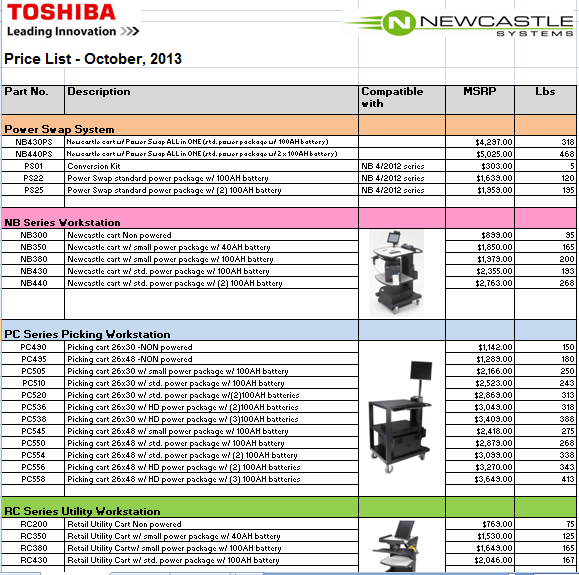 TOSHIBA
Leading Innovation >>>
NEWCASTLE
SYSTEMS
Price List - October, 2013
Part No. Description Compatible with MSRP Lbs
Power Swap System
NB430PS Newcastle cart w/ Power Swap ALL in ONE (std. power package w/ 100AH battery) $4,297.00 318
NB440PS Newcastle cart w/ Power Swap ALL in ONE (std. power package w/ 2 x 100AH battery) $5,025.00 468
PS01 Conversion Kit NB 4/2012 series $303.00 5
PS22 Power Swap standard power package w/ 100AH battery NB 4/2012 series $1,639.00 120
PS25 Power Swap standard power package w/ (2) 100AH battery NB 4/2012 series $1,959.00 195
NB Series Workstation
NB300 Newcastle cart Non powered $899.00 95
NB350 Newcastle cart w/ small power package w/ 40AH battery $1,850.00 165
NB380 Newcastle cart w/ small power package w/ 100AH battery $1,979.00 200
NB430 Newcastle cart w/ std. power package w/ 100AH battery $2,355.00 193
NB440 Newcastle cart w/ std. power package w/ (2) 100AH battery $2,763.00 268
PC Series Picking Workstation
PC490 Picking cart 26x30 -NON powered $1,142.00 150
PC495 Picking cart 26x48 -NON powered $1,289.00 180
PC505 Picking cart 26x30 w/ small power package w/ 100AH battery $2,166.00 250
PC510 Picking cart 26x30 w/ std. power package w/ 100AH battery $2,523.00 243
PC520 Picking cart 26x30 w/ std. power package w/(2)100AH batteries $2,869.00 313
PC536 Picking cart 26x30 w/ HD power package w/ (2)100AH battery $3,049.00 318
PC538 Picking cart 26x30 w/ HD power package w/ (3)100AH battery $3,409.00 388
PC545 Picking cart 26x48 w/ small power package w/ 100AH battery $2,418.00 275
PC550 Picking cart 26x48 w/ std. power package w/ 100AH battery $2,879.00 268
PC554 Picking cart 26x48 w/ std. power package w/ (2) 100AH battery $3,099.00 338
PC556 Picking cart 26x48 w/ HD power package w/ (2) 100AH batteries $3,270.00 343
PC558 Picking cart 26x48 w/ HD power package w/ (3) 100AH battery $3,649.00 413
RC Series Utility Workstation
RC200 Retail Utility Cart Non powered $769.00 75
RC350 Retail Utility Cart w/ small power package w/ 40AH battery $1,530.00 125
RC380 Retail Utility Cartw/ small power package w/ 100AH battery $1,649.00 165
RC430 Retail Utility Cart w/ std. power package w/ 100AH battery $2,046.00 167